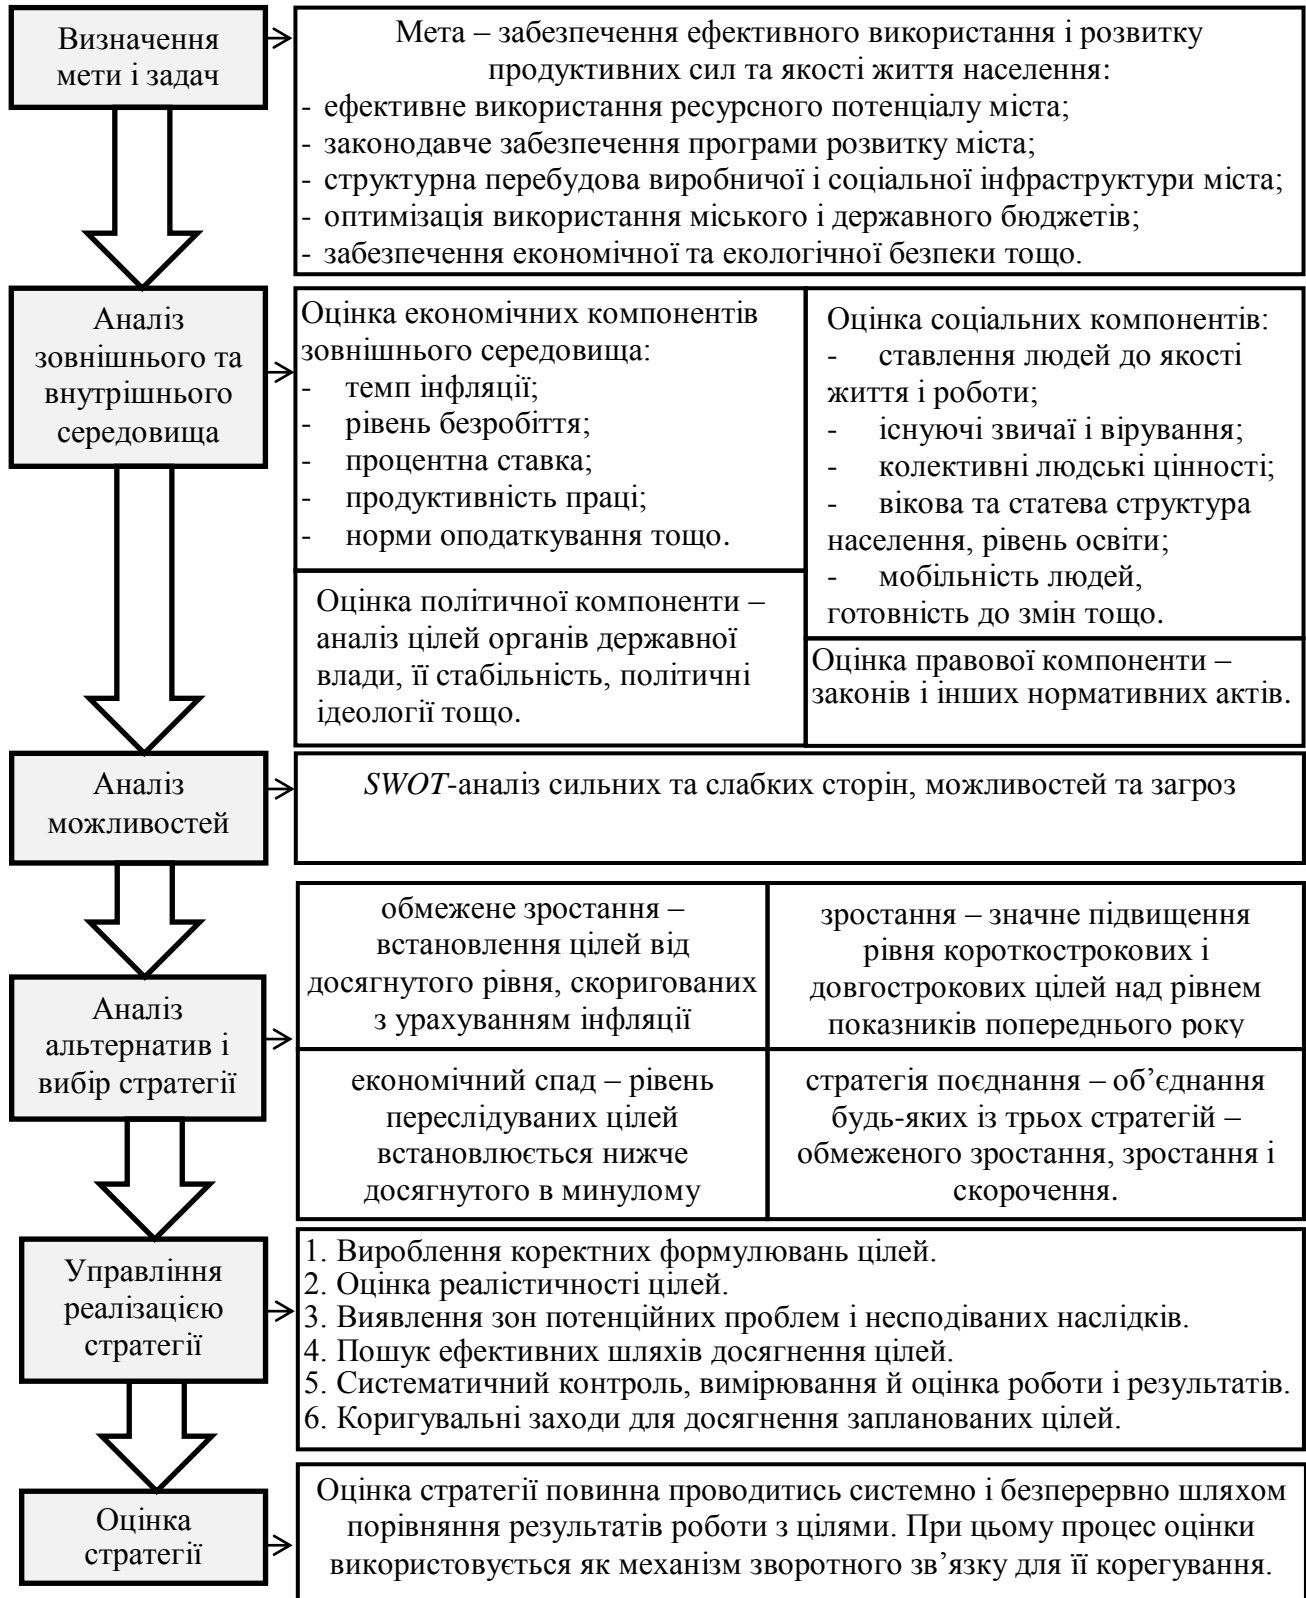 Визначення
мети і задач
Мета – забезпечення ефективного використання і розвитку
продуктивних сил та якості життя населення:
- ефективне використання ресурсного потенціалу міста;
- законодавче забезпечення програми розвитку міста;
- структурна перебудова виробничої і соціальної інфраструктури міста;
- оптимізація використання міського і державного бюджетів;
- забезпечення економічної та екологічної безпеки тощо.
Аналіз
зовнішнього та
внутрішнього
середовища
Оцінка економічних компонентів
зовнішнього середовища:
- темп інфляції;
- рівень безробіття;
- процентна ставка;
- продуктивність праці;
- норми оподаткування тощо.
Оцінка соціальних компонентів:
- ставлення людей до якості
життя і роботи;
- існуючі звичаї і вірування;
- колективні людські цінності;
- вікова та статева структура
населення, рівень освіти;
- мобільність людей,
готовність до змін тощо.
Оцінка політичної компоненти –
аналіз цілей органів державної
влади, її стабільність, політичні
ідеології тощо.
Оцінка правової компоненти –
законів і інших нормативних актів.
Аналіз
можливостей
SWOT-аналіз сильних та слабких сторін, можливостей та загроз
Аналіз
альтернатив і
вибір стратегії
обмежене зростання –
встановлення цілей від
досягнутого рівня, скоригованих
з урахуванням інфляції
зростання – значне підвищення
рівня короткострокових і
довгострокових цілей над рівнем
показників попереднього року
економічний спад – рівень
переслідуваних цілей
встановлюється нижче
досягнутого в минулому
стратегія поєднання – об’єднання
будь-яких із трьох стратегій –
обмеженого зростання, зростання і
скорочення.
Управління
реалізацією
стратегії
1. Вироблення коректних формулювань цілей.
2. Оцінка реалістичності цілей.
3. Виявлення зон потенційних проблем і несподіваних наслідків.
4. Пошук ефективних шляхів досягнення цілей.
5. Систематичний контроль, вимірювання й оцінка роботи і результатів.
6. Коригувальні заходи для досягнення запланованих цілей.
Оцінка
стратегії
Оцінка стратегії повинна проводитись системно і безперервно шляхом
порівняння результатів роботи з цілями. При цьому процес оцінки
використовується як механізм зворотного зв’язку для її корегування.